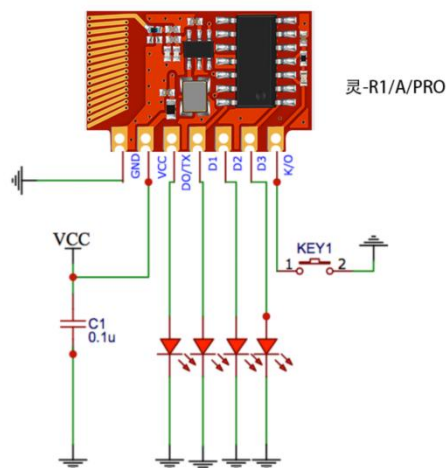 灵-R1/A/PRO
GND
VCC
DO/TX
D1
D2
D3
K/O
VCC
KEY1
1
2
C1
0.1u